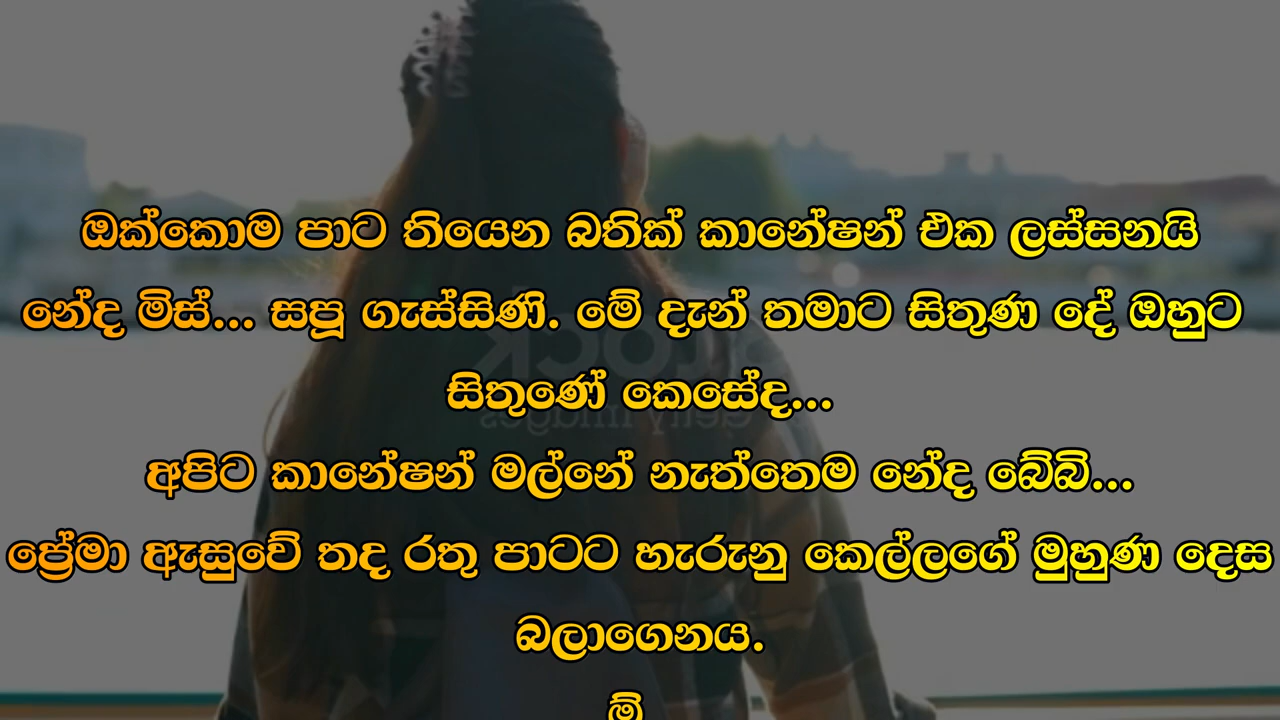 ඔක්කොම පාට තියෙන බතික් කානේෂන් එක ලස්සනයි
නේද මිස්... සපූ ගැස්සිණි. මේ දැන් තමාට සිතුණ දේ ඔහුට
සිතුණේ කෙසේද...
අපිට කානේෂන් මල්නේ නැත්තෙම නේද බේබි...
ප්‍රේමා ඇසුවේ තද රතු පාටට හැරුනු කෙල්ලගේ මුහුණ දෙස
බලාගෙනය.